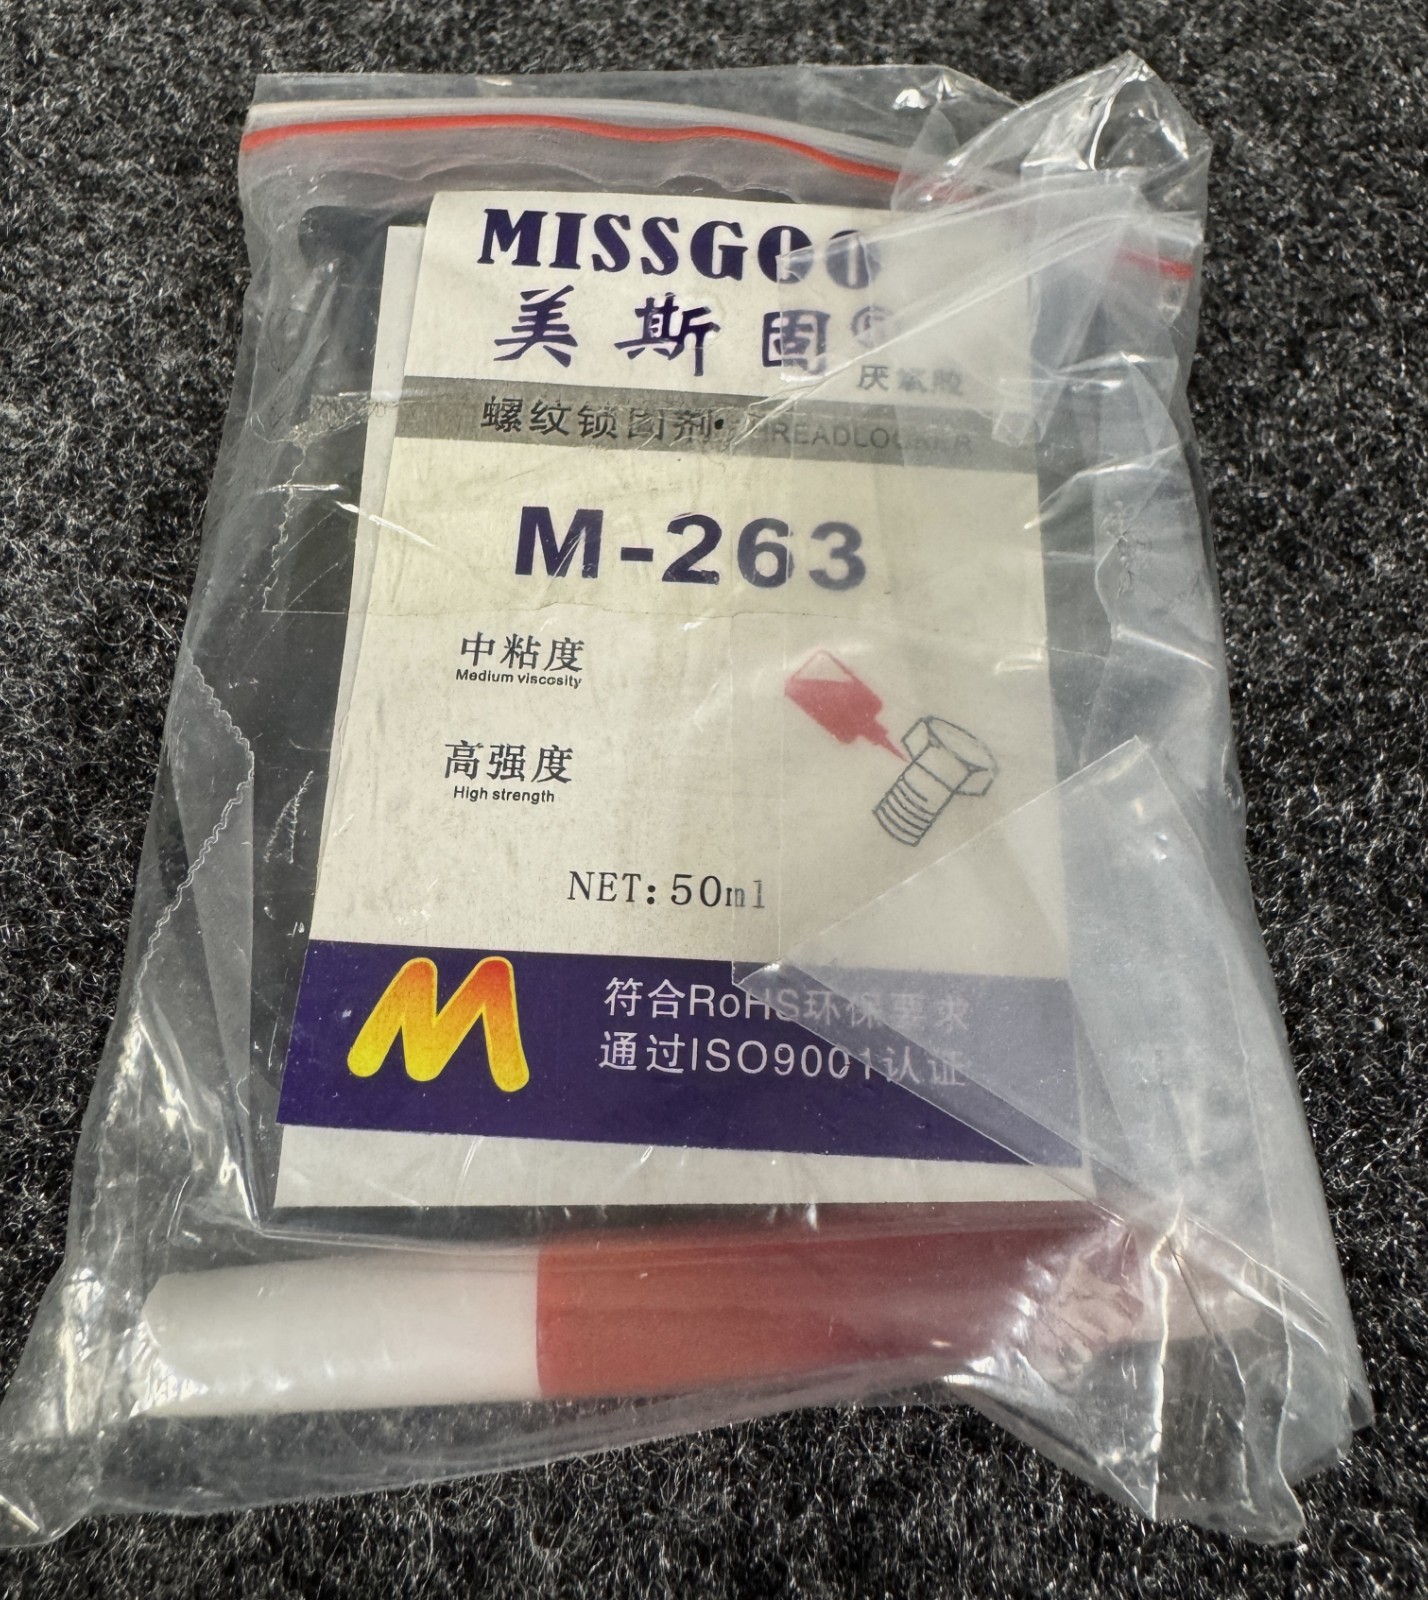 MISSGOO
美斯固®
厌氧胶
螺纹锁固剂·THREADLOCKER
M-263
中粘度
Medium viscosity
高强度
High strength
NET: 50ml
M
符合RoHS环保要求
通过ISO9001认证